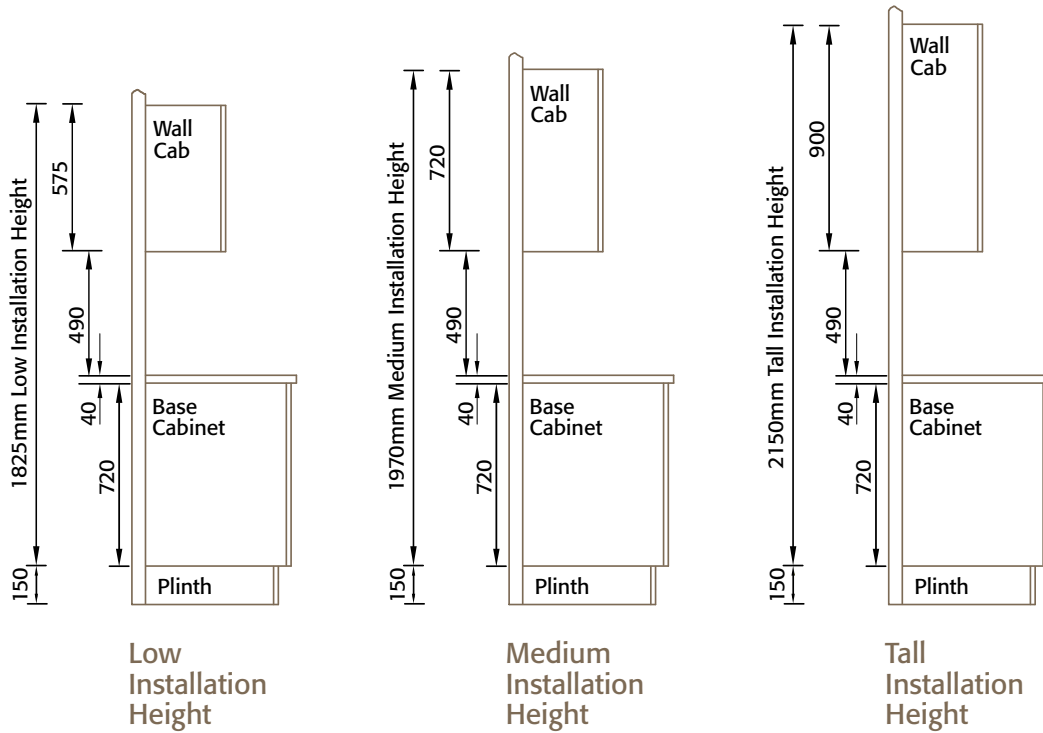 1825mm Low Installation Height
575
490
40
720
150
Wall
Cab
Base
Cabinet
Plinth
Low
Installation
Height
1970mm Medium Installation Height
720
490
40
720
150
Wall
Cab
Base
Cabinet
Plinth
Medium
Installation
Height
2150mm Tall Installation Height
900
490
40
720
150
Wall
Cab
Base
Cabinet
Plinth
Tall
Installation
Height